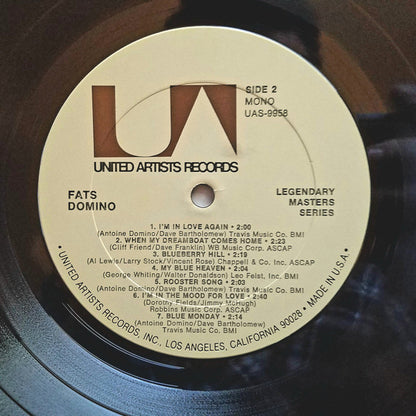 UA
UNITED ARTISTS RECORDS
SIDE 2
MONO
UAS-9958
FATS
DOMINO
LEGENDARY
MASTERS
SERIES
1. I'M IN LOVE AGAIN • 2:00
(Antoine Domino/Dave Bartholomew) Travis Music Co. BMI
2. WHEN MY DREAMBOAT COMES HOME • 2:23
(Cliff Friend/Dave Franklin) WB Music Corp. ASCAP
3. BLUEBERRY HILL • 2:19
(Al Lewis/Larry Stock/Vincent Rose) Chappell & Co. Inc, ASCAP
4. MY BLUE HEAVEN • 2:04
(George Whiting/Walter Donaldson) Leo Feist, Inc. BMI
5. ROOSTER SONG • 2:03
(Antoine Domino/Dave Bartholomew) Travis Music Co. BMI
6. I'M IN THE MOOD FOR LOVE • 2:40
(Dorothy Fields/Jimmy McHugh)
Robbins Music Corp. ASCAP
7. BLUE MONDAY • 2:14
(Antoine Domino/Dave Bartholomew)
Travis Music Co. BMI
• UNITED ARTISTS RECORDS, INC., LOS ANGELES, CALIFORNIA 90028 • MADE IN U.S.A. •